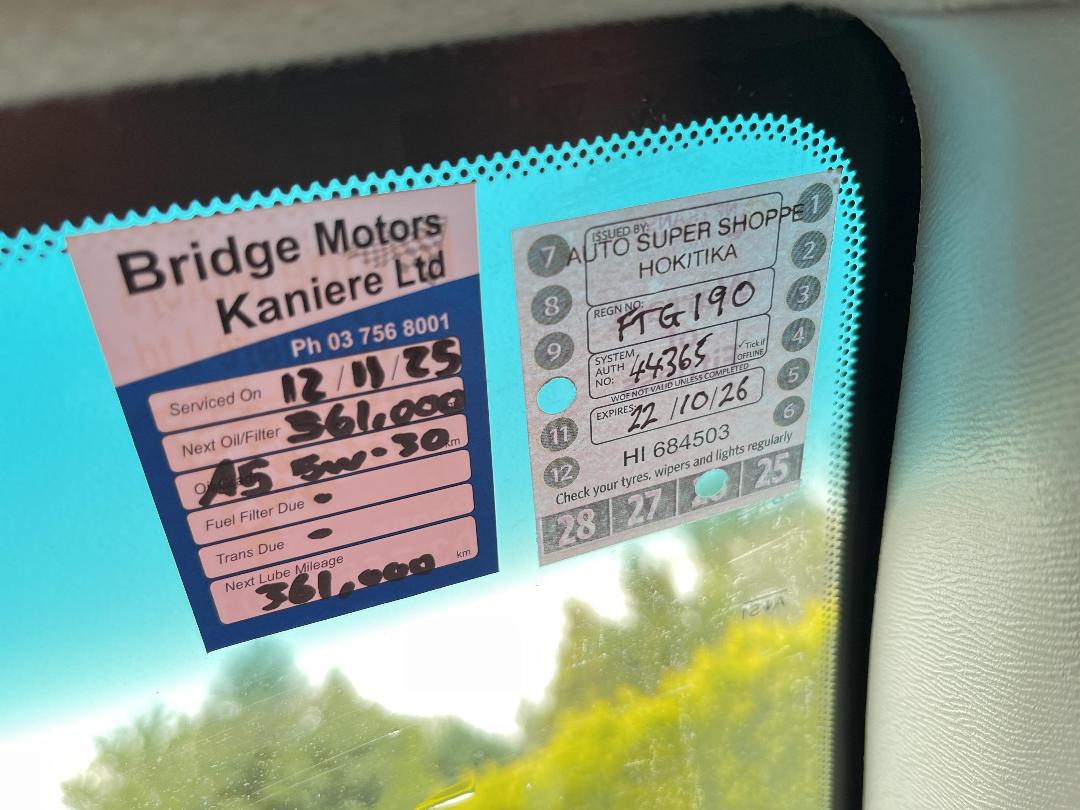 Bridge Motors
Kaniere Ltd
Ph 03 756 8001
Serviced On 12/11/25
Next Oil/Filter 361,000
A5 5W-30 km
Fuel Filter Due
Trans Due
Next Lube Mileage
361,000 km
ISSUED BY:
AUTO SUPER SHOPPE
HOKITIKA
REGN NO:
FTG190
SYSTEM
AUTH
NO:
44365
✓Tick if
OFFLINE
WOF NOT VALID UNLESS COMPLETED
EXPIRES 22/10/26
HI 684503
Check your tyres, wipers and lights regularly
7
8
9
11
12
1
2
3
4
5
6
28 27 25